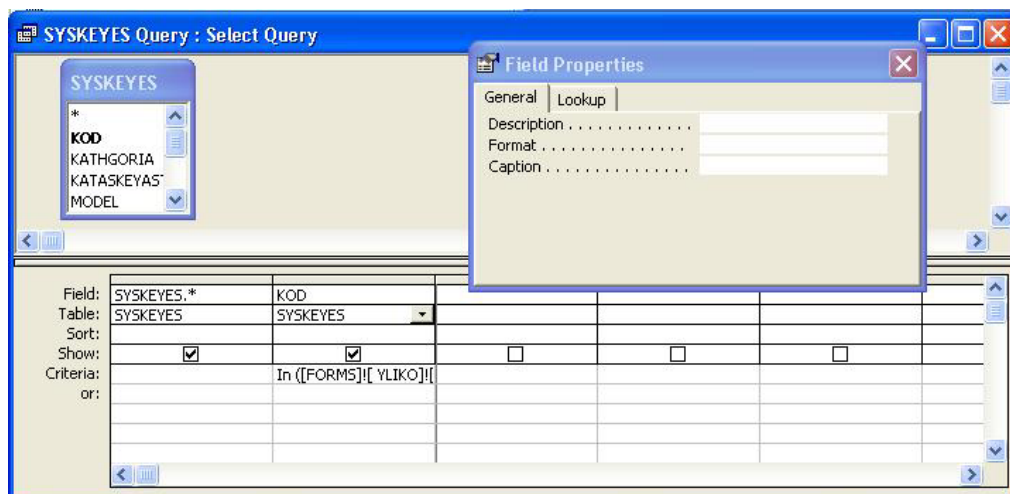 SYSKEYES Query : Select Query
SYSKEYES
*
KOD
KATHGORIA
KATASKEYAST
MODEL
Field Properties
General Lookup
Description . . . . . . . . . . . . .
Format . . . . . . . . . . . . . . .
Caption . . . . . . . . . . . . . . .
Field: SYSKEYES.* KOD
Table: SYSKEYES SYSKEYES
Sort:
Show:
Criteria: In ([FORMS]![ YLIKO]![
or: